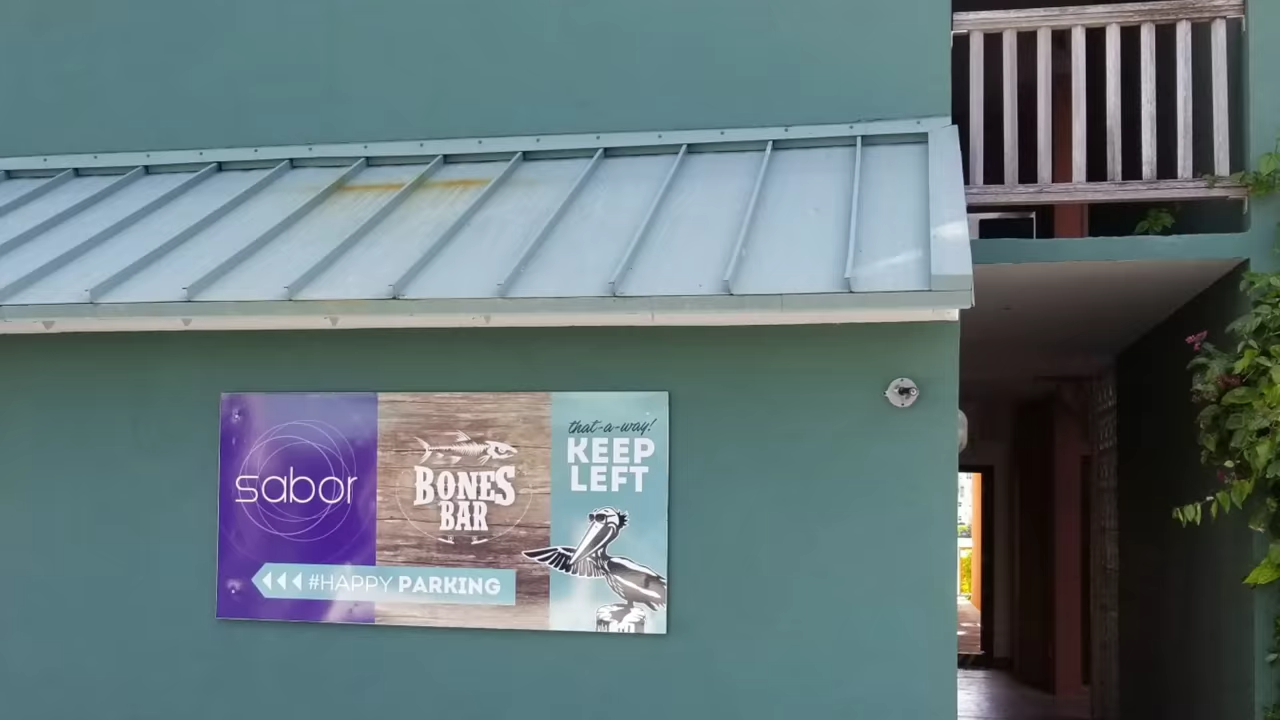 sabor
BONES
BAR
that-a-way!
KEEP
LEFT
#HAPPY PARKING